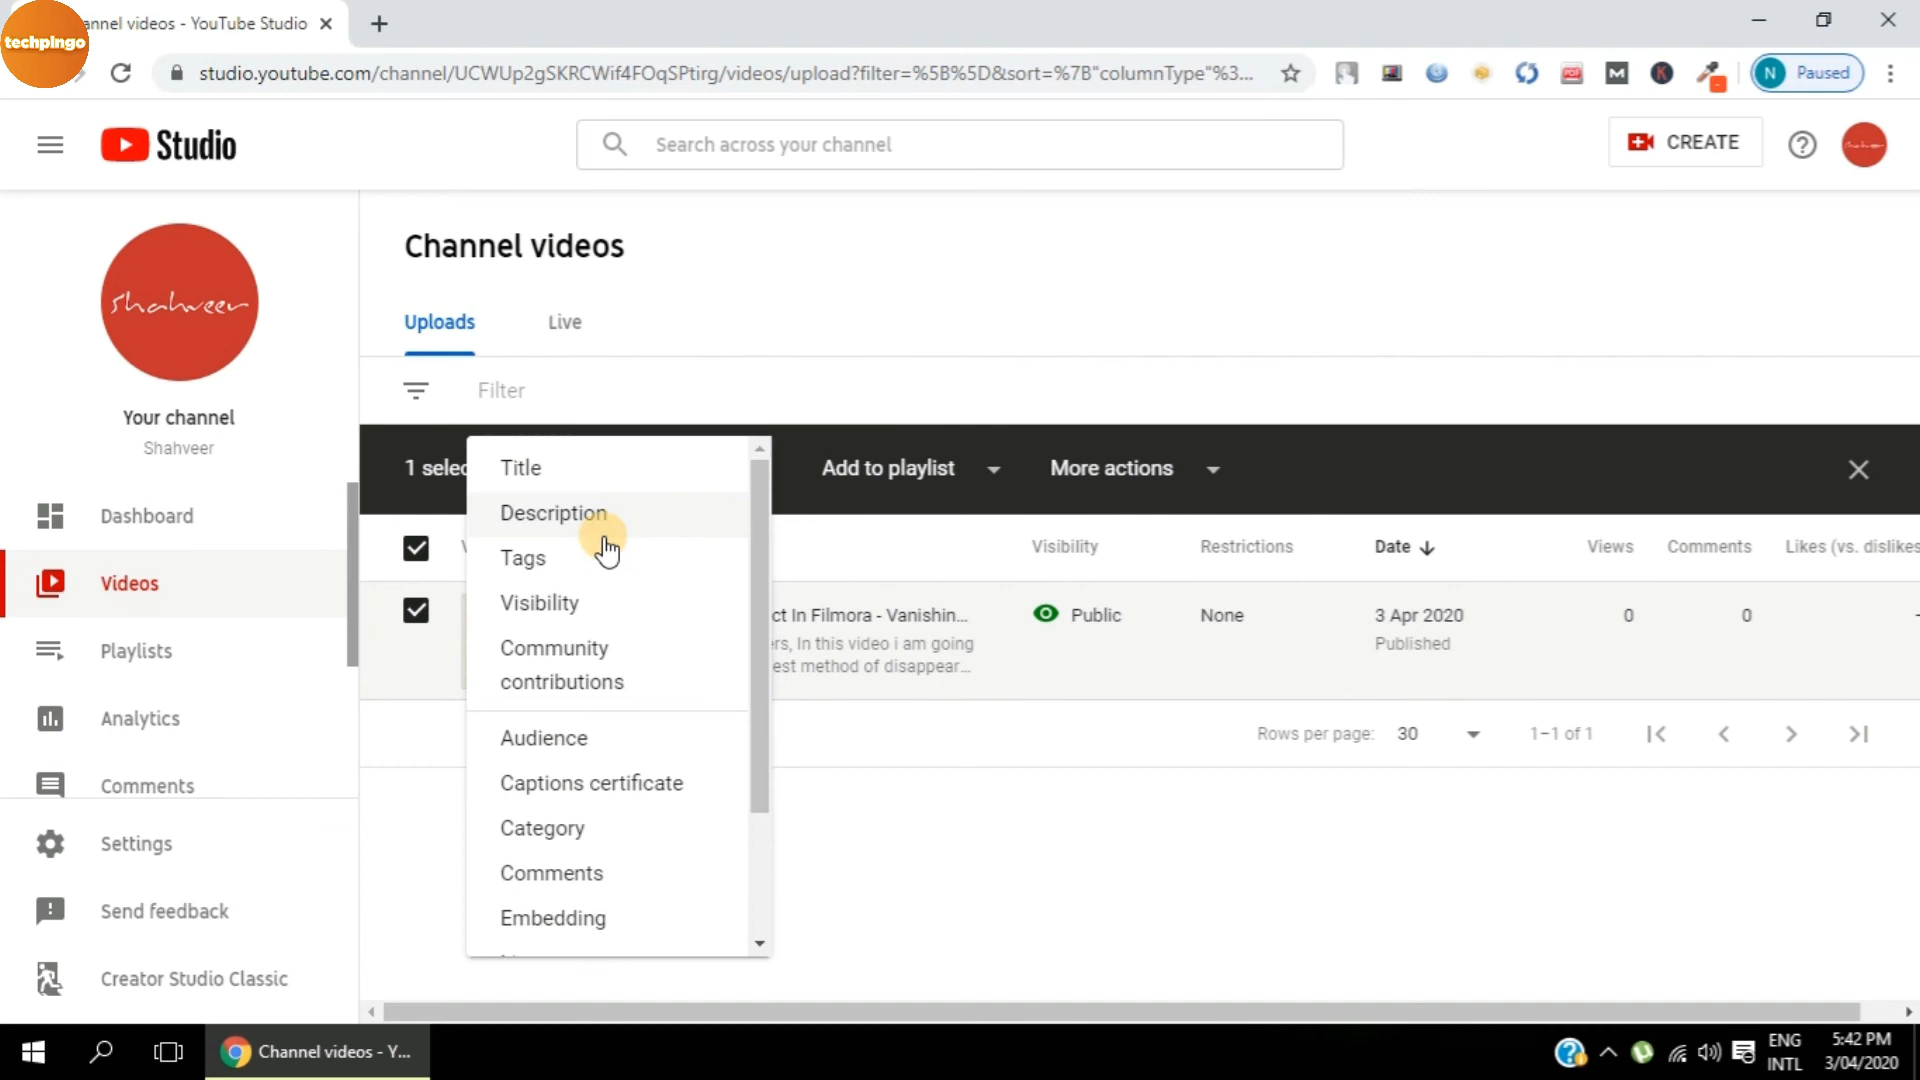 techpingo
annel videos - YouTube Studio
studio.youtube.com/channel/UCWUp2gSKRCWif4FOqSPtirg/videos/upload?filter=%5B%5D&sort=%7B"columnType"%3...
N Paused
Studio
Search across your channel
CREATE
Shahveer
Your channel
Shahveer
Dashboard
Videos
Playlists
Analytics
Comments
Settings
Send feedback
Creator Studio Classic
Channel videos
Uploads
Live
Filter
1 selec
Add to playlist
More actions
Title
Description
Tags
Visibility
Community
contributions
Audience
Captions certificate
Category
Comments
Embedding
Visibility
Restrictions
Date
Views
Comments
Likes (vs. dislikes
ct In Filmora - Vanishin...
rs, In this video i am going
est method of disappear...
Public
None
3 Apr 2020
Published
0
0
Rows per page: 30
1–1 of 1
Channel videos - Y...
ENG
INTL
5:42 PM
3/04/2020